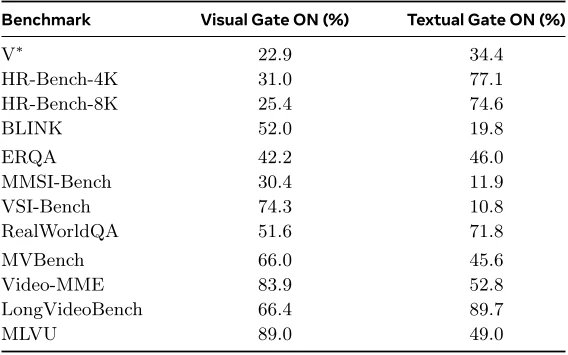 Benchmark Visual Gate ON (%) Textual Gate ON (%)
V* 22.9 34.4
HR-Bench-4K 31.0 77.1
HR-Bench-8K 25.4 74.6
BLINK 52.0 19.8
ERQA 42.2 46.0
MMSI-Bench 30.4 11.9
VSI-Bench 74.3 10.8
RealWorldQA 51.6 71.8
MVBench 66.0 45.6
Video-MME 83.9 52.8
LongVideoBench 66.4 89.7
MLVU 89.0 49.0